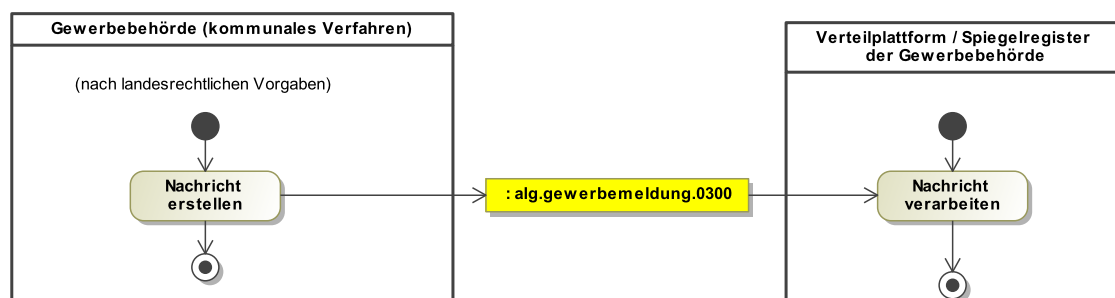 Gewerbebehörde (kommunales Verfahren)
(nach landesrechtlichen Vorgaben)
Nachricht
erstellen
: alg.gewerbemeldung.0300
Verteilplattform / Spiegelregister
der Gewerbebehörde
Nachricht
verarbeiten